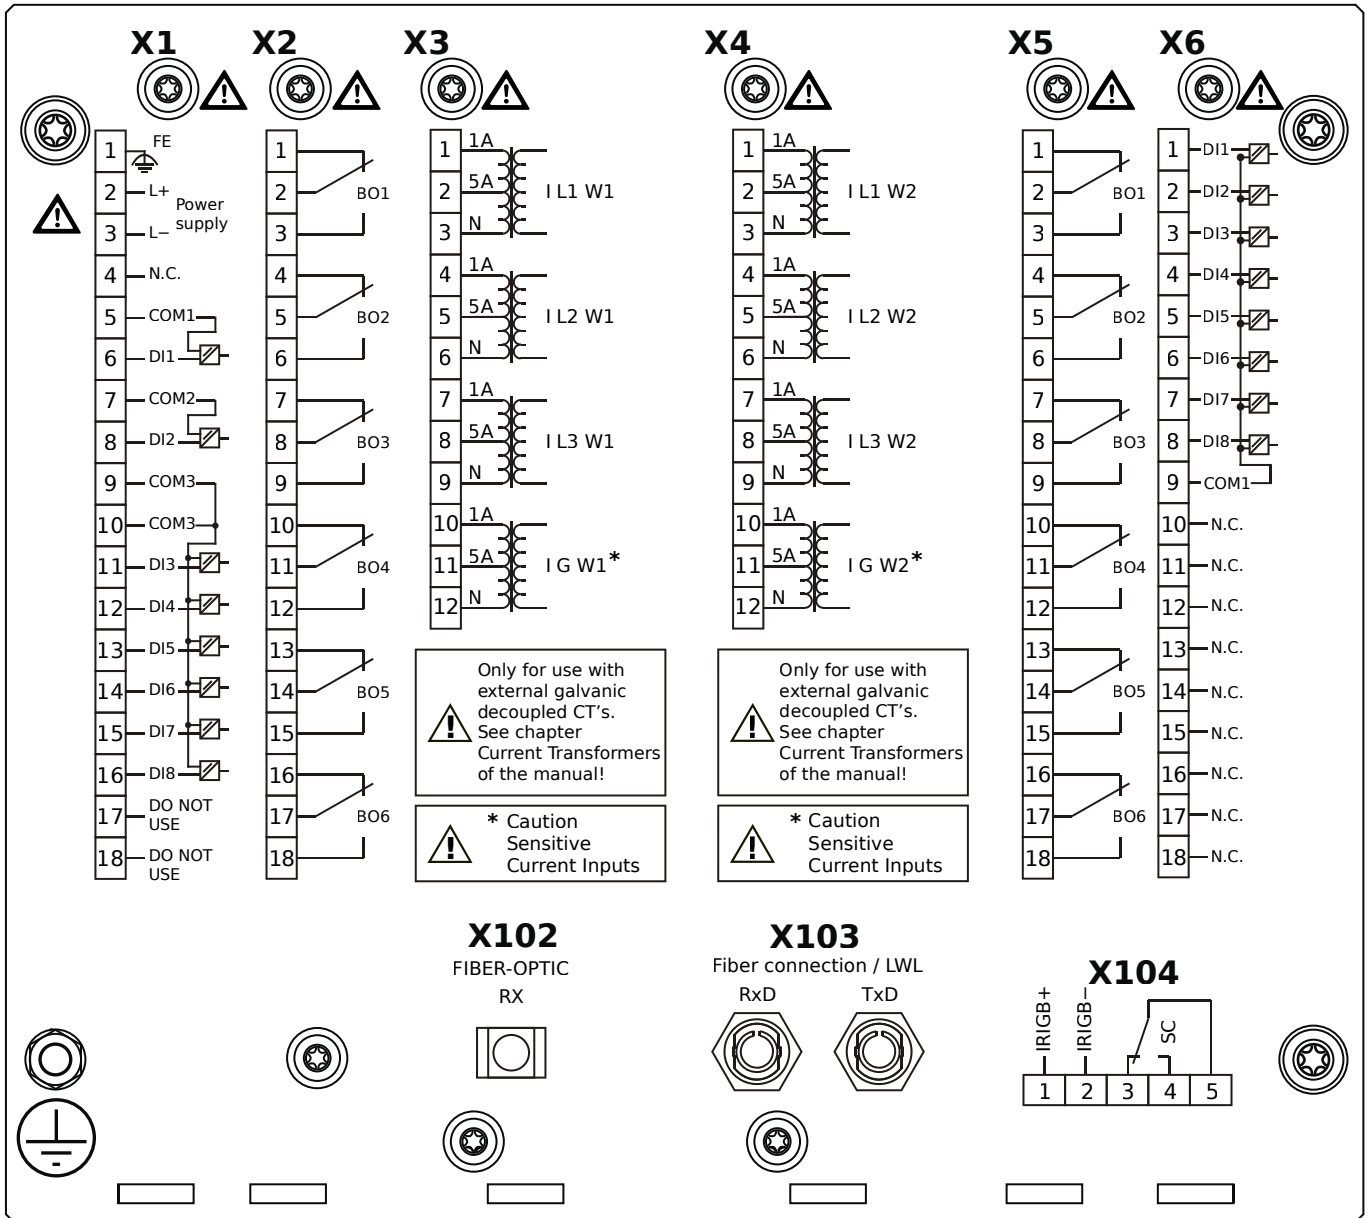 X1 X2 X3 X4 X5 X6
1 FE
2 L+
Power
supply
3 L−
4 N.C.
5 COM1
6 DI1
7 COM2
8 DI2
9 COM3
10 COM3
11 DI3
12 DI4
13 DI5
14 DI6
15 DI7
16 DI8
17 DO NOT
USE
18 DO NOT
USE
1
2 BO1
3
4
5 BO2
6
7
8 BO3
9
10
11 BO4
12
13
14 BO5
15
16
17 BO6
18
1 1A
2 5A I L1 W1
3 N
4 1A
5 5A I L2 W1
6 N
7 1A
8 5A I L3 W1
9 N
10 1A
11 5A I G W1*
12 N
Only for use with
external galvanic
decoupled CT's.
See chapter
Current Transformers
of the manual!
* Caution
Sensitive
Current Inputs
1 1A
2 5A I L1 W2
3 N
4 1A
5 5A I L2 W2
6 N
7 1A
8 5A I L3 W2
9 N
10 1A
11 5A I G W2*
12 N
Only for use with
external galvanic
decoupled CT's.
See chapter
Current Transformers
of the manual!
* Caution
Sensitive
Current Inputs
1
2 BO1
3
4
5 BO2
6
7
8 BO3
9
10
11 BO4
12
13
14 BO5
15
16
17 BO6
18
1 DI1
2 DI2
3 DI3
4 DI4
5 DI5
6 DI6
7 DI7
8 DI8
9 COM1
10 N.C.
11 N.C.
12 N.C.
13 N.C.
14 N.C.
15 N.C.
16 N.C.
17 N.C.
18 N.C.
X102
FIBER-OPTIC
RX
X103
Fiber connection / LWL
RxD TxD
X104
IRIGB+
IRIGB−
SC
1 2 3 4 5